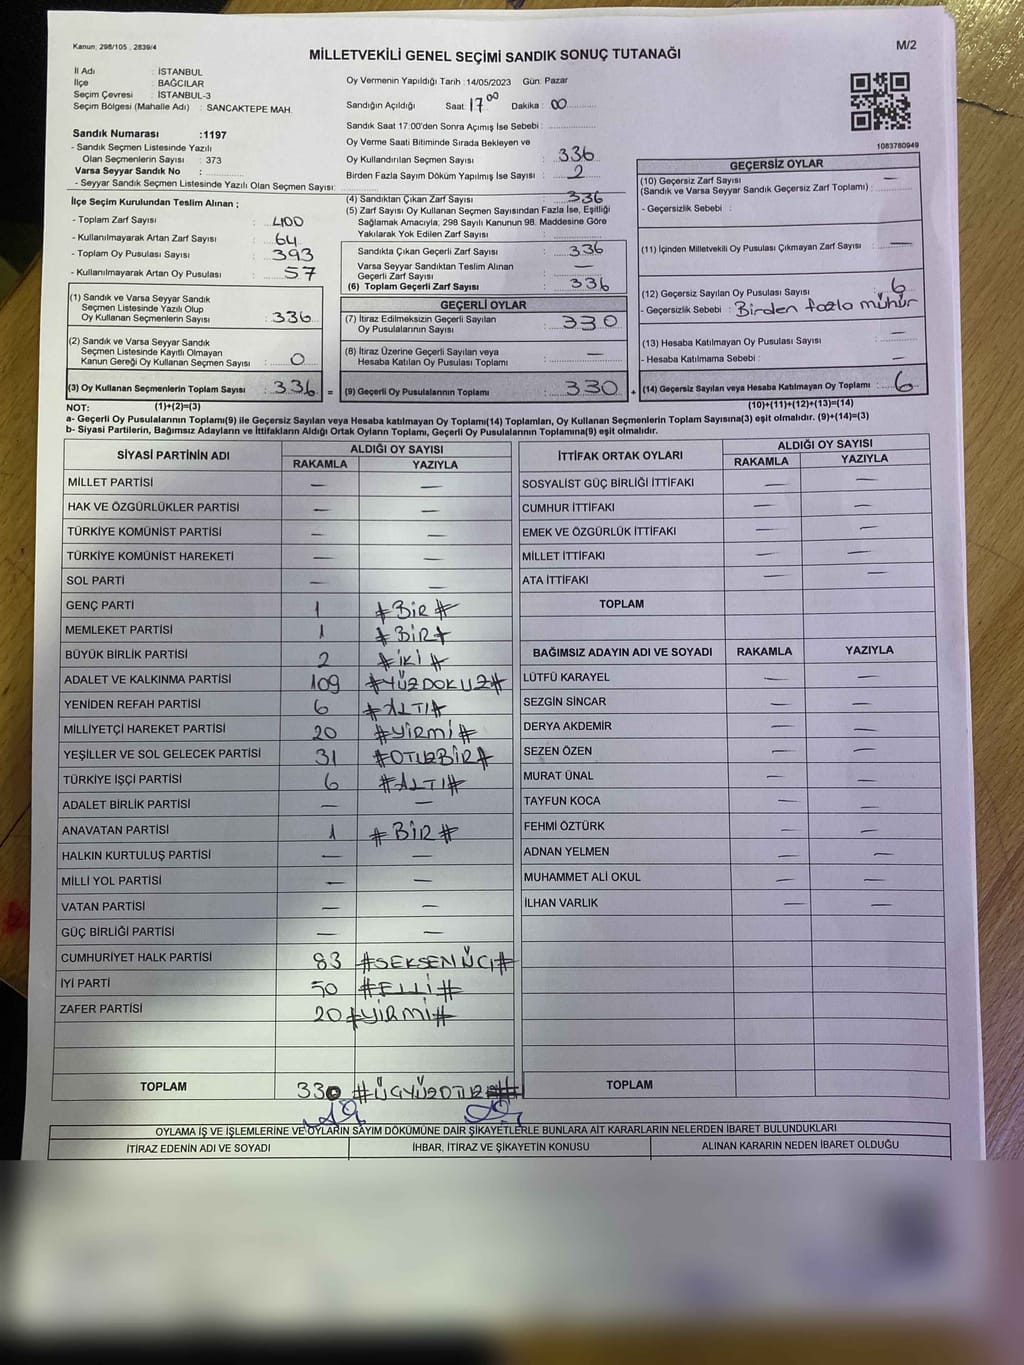 Kanun; 298/105 , 2839/4
M/2
MİLLETVEKİLİ GENEL SEÇİMİ SANDIK SONUÇ TUTANAĞI
İl Adı : İSTANBUL
İlçe : BAĞCILAR
Seçim Çevresi : İSTANBUL-3
Seçim Bölgesi (Mahalle Adı) : SANCAKTEPE MAH.
Sandık Numarası :1197
- Sandık Seçmen Listesinde Yazılı
Olan Seçmenlerin Sayısı : 373
Varsa Seyyar Sandık No :
- Seyyar Sandık Seçmen Listesinde Yazılı Olan Seçmen Sayısı:
Oy Vermenin Yapıldığı Tarih :14/05/2023 Gün: Pazar
Sandığın Açıldığı Saat: 17 00 Dakika : 00
Sandık Saat 17:00'den Sonra Açımış İse Sebebi :
Oy Verme Saati Bitiminde Sırada Bekleyen ve
Oy Kullandırılan Seçmen Sayısı : 336
Birden Fazla Sayım Döküm Yapılmış İse Sayısı : 2
1083780949
İlçe Seçim Kurulundan Teslim Alınan ;
- Toplam Zarf Sayısı : 400
- Kullanılmayarak Artan Zarf Sayısı : 64
- Toplam Oy Pusulası Sayısı : 393
- Kullanılmayarak Artan Oy Pusulası : 57
(4) Sandıktan Çıkan Zarf Sayısı : 336
(5) Zarf Sayısı Oy Kullanan Seçmen Sayısından Fazla İse, Eşitliği
Sağlamak Amacıyla, 298 Sayılı Kanunun 98. Maddesine Göre
Yakılarak Yok Edilen Zarf Sayısı :
Sandıkta Çıkan Geçerli Zarf Sayısı : 336
Varsa Seyyar Sandıktan Teslim Alınan
Geçerli Zarf Sayısı : —
(6) Toplam Geçerli Zarf Sayısı : 336
GEÇERSİZ OYLAR
(10) Geçersiz Zarf Sayısı : —
(Sandık ve Varsa Seyyar Sandık Geçersiz Zarf Toplamı) :
- Geçersizlik Sebebi :
(11) İçinden Milletvekili Oy Pusulası Çıkmayan Zarf Sayısı : —
(12) Geçersiz Sayılan Oy Pusulası Sayısı : 6
- Geçersizlik Sebebi : Birden fazla mühür
(13) Hesaba Katılmayan Oy Pusulası Sayısı : —
- Hesaba Katılmama Sebebi : —
(14) Geçersiz Sayılan veya Hesaba Katılmayan Oy Toplamı : 6
(1) Sandık ve Varsa Seyyar Sandık
Seçmen Listesinde Yazılı Olup
Oy Kullanan Seçmenlerin Sayısı : 336
(2) Sandık ve Varsa Seyyar Sandık
Seçmen Listesinde Kayıtlı Olmayan
Kanun Gereği Oy Kullanan Seçmen Sayısı : 0
(3) Oy Kullanan Seçmenlerin Toplam Sayısı : 336 =
GEÇERLİ OYLAR
(7) İtiraz Edilmeksizin Geçerli Sayılan
Oy Pusulalarının Sayısı : 330
(8) İtiraz Üzerine Geçerli Sayılan veya
Hesaba Katılan Oy Pusulası Toplamı : —
(9) Geçerli Oy Pusulalarının Toplamı : 330 +
NOT: (1)+(2)=(3) (10)+(11)+(12)+(13)=(14)
a- Geçerli Oy Pusulalarının Toplamı(9) ile Geçersiz Sayılan veya Hesaba katılmayan Oy Toplamı(14) Toplamları, Oy Kullanan Seçmenlerin Toplam Sayısına(3) eşit olmalıdır. (9)+(14)=(3)
b- Siyasi Partilerin, Bağımsız Adayların ve İttifakların Aldığı Ortak Oyların Toplamı, Geçerli Oy Pusulalarının Toplamına(9) eşit olmalıdır.
SİYASİ PARTİNİN ADI ALDIĞI OY SAYISI
RAKAMLA YAZIYLA
MİLLET PARTİSİ — —
HAK VE ÖZGÜRLÜKLER PARTİSİ — —
TÜRKİYE KOMÜNİST PARTİSİ — —
TÜRKİYE KOMÜNİST HAREKETİ — —
SOL PARTİ — —
GENÇ PARTİ 1 #BİR#
MEMLEKET PARTİSİ 1 #BİR#
BÜYÜK BİRLİK PARTİSİ 2 #İKİ#
ADALET VE KALKINMA PARTİSİ 109 #YÜZDOKUZ#
YENİDEN REFAH PARTİSİ 6 #ALTI#
MİLLİYETÇİ HAREKET PARTİSİ 20 #YİRMİ#
YEŞİLLER VE SOL GELECEK PARTİSİ 31 #OTUZBİR#
TÜRKİYE İŞÇİ PARTİSİ 6 #ALTI#
ADALET BİRLİK PARTİSİ — —
ANAVATAN PARTİSİ 1 #BİR#
HALKIN KURTULUŞ PARTİSİ — —
MİLLİ YOL PARTİSİ — —
VATAN PARTİSİ — —
GÜÇ BİRLİĞİ PARTİSİ — —
CUMHURİYET HALK PARTİSİ 83 #SEKSENÜÇ#
İYİ PARTİ 50 #ELLİ#
ZAFER PARTİSİ 20 #YİRMİ#
TOPLAM 330 #ÜÇYÜZOTUZ#
İTTİFAK ORTAK OYLARI ALDIĞI OY SAYISI
RAKAMLA YAZIYLA
SOSYALİST GÜÇ BİRLİĞİ İTTİFAKI — —
CUMHUR İTTİFAKI — —
EMEK VE ÖZGÜRLÜK İTTİFAKI — —
MİLLET İTTİFAKI — —
ATA İTTİFAKI — —
TOPLAM
BAĞIMSIZ ADAYIN ADI VE SOYADI RAKAMLA YAZIYLA
LÜTFÜ KARAYEL — —
SEZGİN SİNCAR — —
DERYA AKDEMİR — —
SEZEN ÖZEN — —
MURAT ÜNAL — —
TAYFUN KOCA — —
FEHMİ ÖZTÜRK — —
ADNAN YELMEN — —
MUHAMMET ALİ OKUL — —
İLHAN VARLIK — —
TOPLAM
OYLAMA İŞ VE İŞLEMLERİNE VE OYLARIN SAYIM DÖKÜMÜNE DAİR ŞİKAYETLERLE BUNLARA AİT KARARLARIN NELERDEN İBARET BULUNDUKLARI
İTİRAZ EDENİN ADI VE SOYADI İHBAR, İTİRAZ VE ŞİKAYETİN KONUSU ALINAN KARARIN NEDEN İBARET OLDUĞU